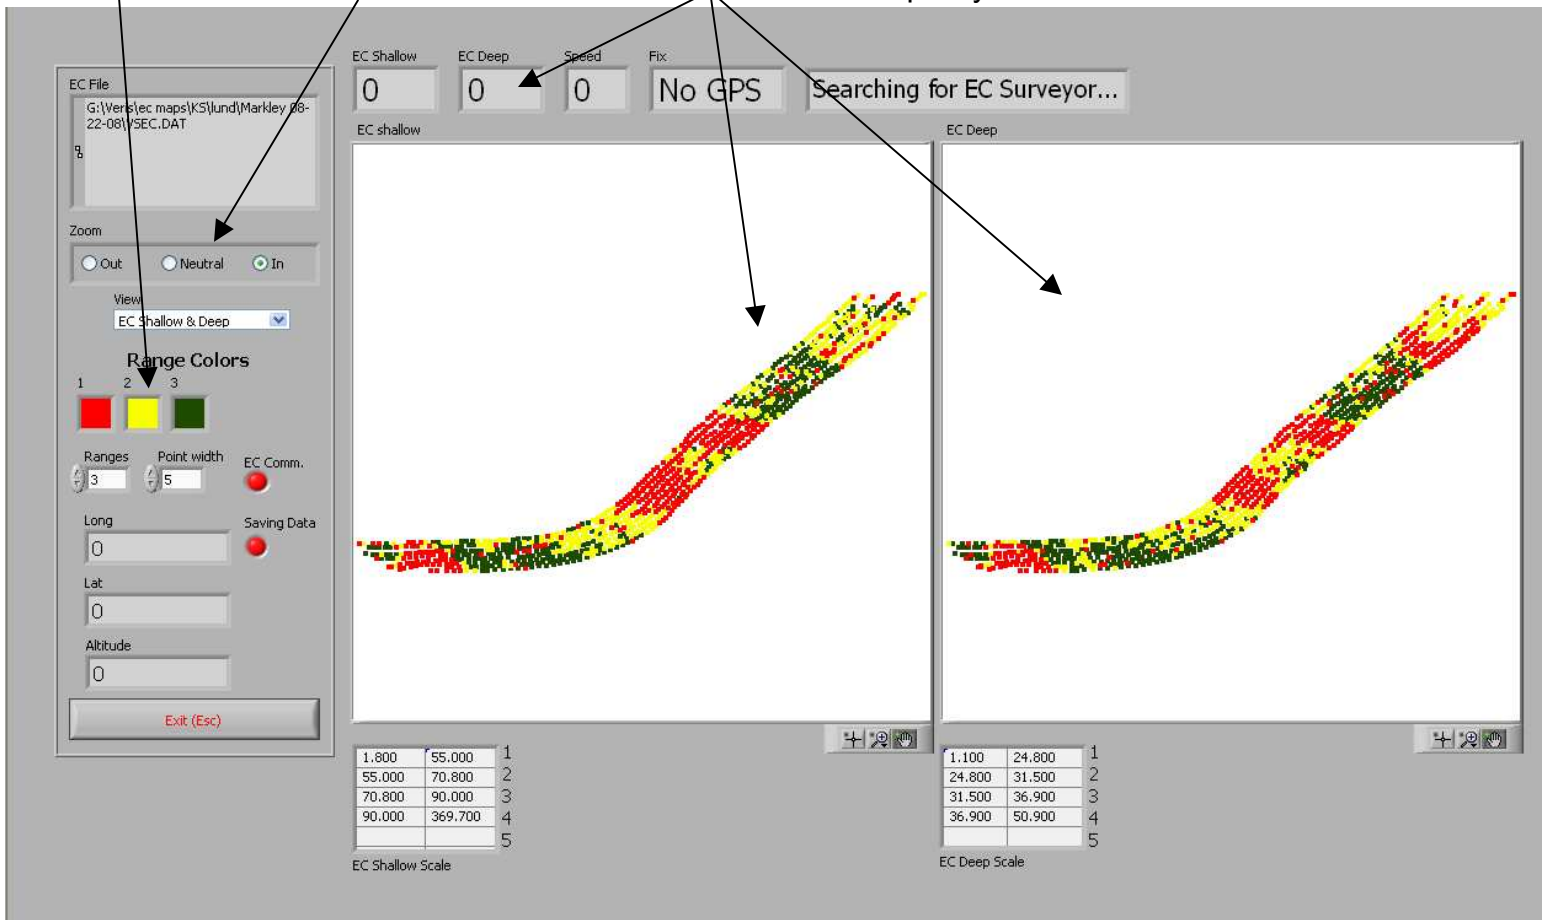 EC Shallow
EC Deep
Speed
Fix
0
0
0
No GPS
Searching for EC Surveyor...
EC File
G:\Veris\ec maps\KS\lund\Markley 08-
22-08\VSEC.DAT
Zoom
Out
Neutral
In
View
EC Shallow & Deep
Range Colors
1 2 3
Ranges
Point width
EC Comm.
3
5
Long
Saving Data
0
Lat
0
Altitude
0
Exit (Esc)
EC shallow
EC Deep
1.800 55.000 1
55.000 70.800 2
70.800 90.000 3
90.000 369.700 4
5
EC Shallow Scale
1.100 24.800 1
24.800 31.500 2
31.500 36.900 3
36.900 50.900 4
5
EC Deep Scale